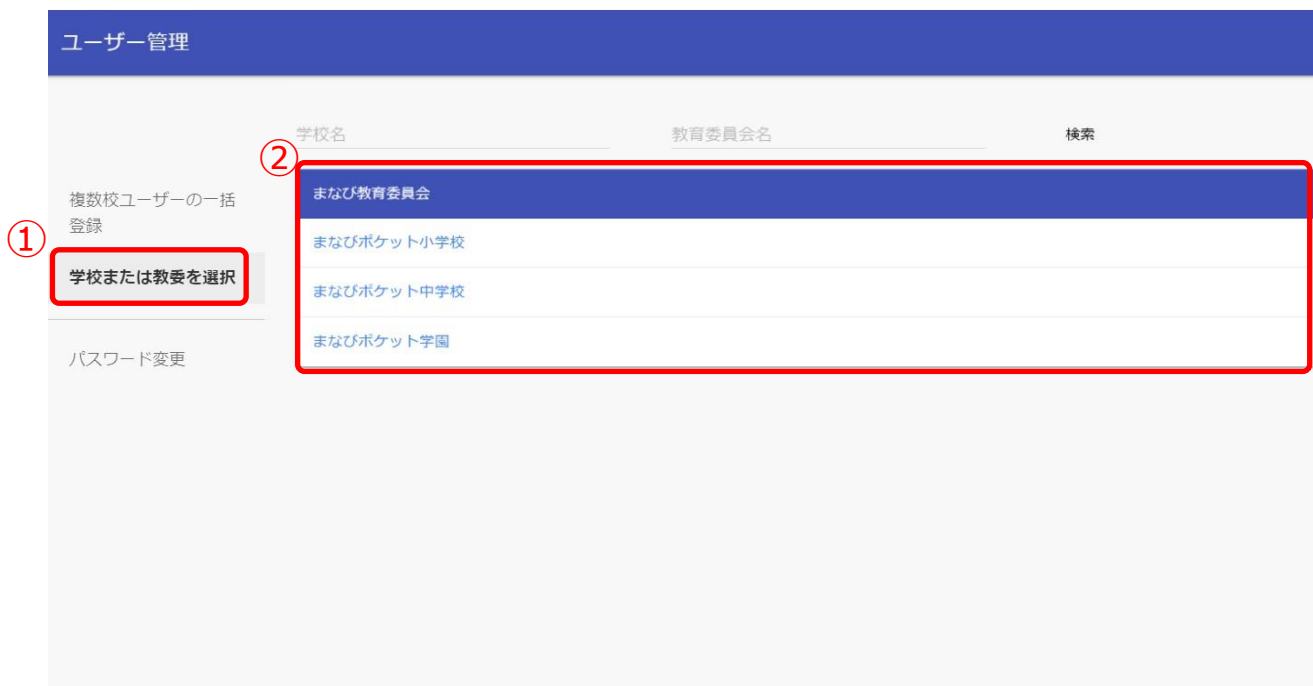 ユーザー管理
学校名
教育委員会名
検索
②
まなび教育委員会
複数校ユーザーの一括
登録
まなびポケット小学校
①
学校または教委を選択
まなびポケット中学校
まなびポケット学園
パスワード変更